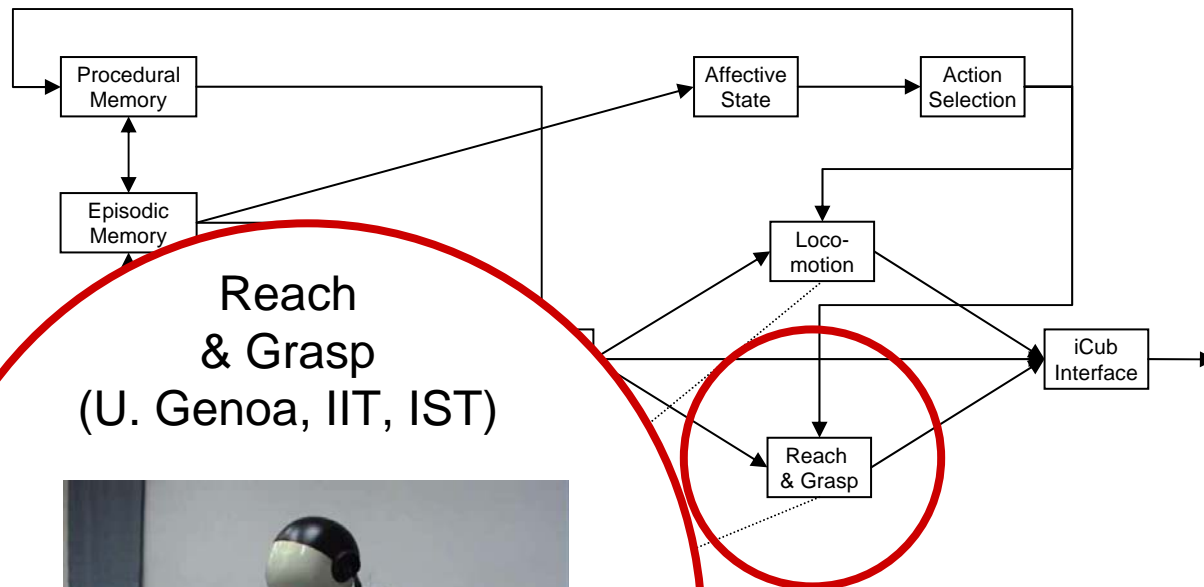 Procedural
Memory
Affective
State
Action
Selection
Episodic
Memory
Loco-
motion
Reach
& Grasp
(U. Genoa, IIT, IST)
iCub
Interface
Reach
& Grasp